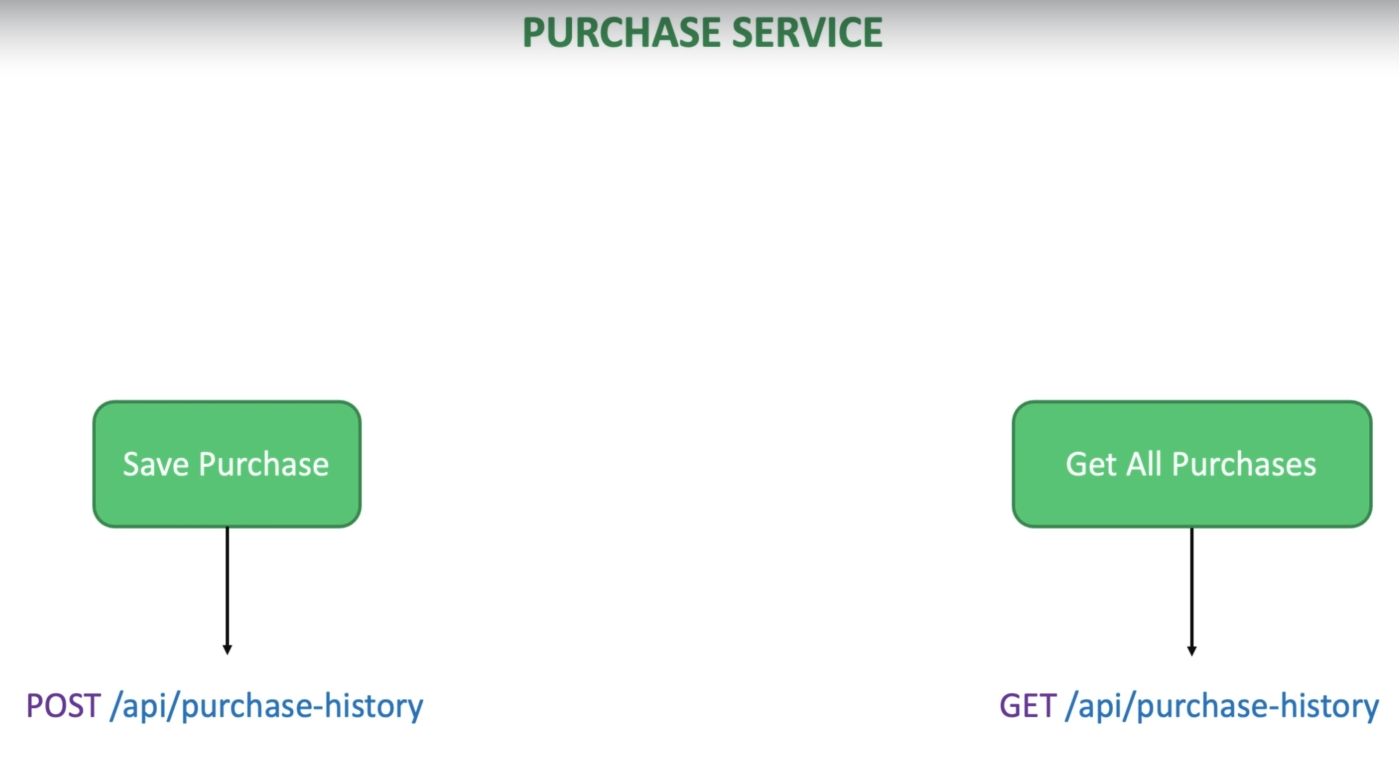 PURCHASE SERVICE
Save Purchase
Get All Purchases
POST /api/purchase-history
GET /api/purchase-history